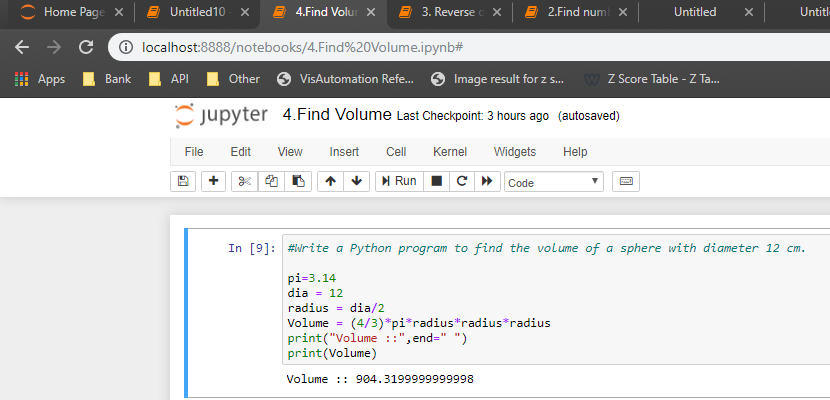 Home Page Untitled10 - 4.Find Volum 3. Reverse c 2.Find num Untitled Untitl
localhost:8888/notebooks/4.Find%20Volume.ipynb#
Apps Bank API Other VisAutomation Refe... Image result for z s... Z Score Table - Z Ta...
jupyter 4.Find Volume Last Checkpoint: 3 hours ago (autosaved)
File Edit View Insert Cell Kernel Widgets Help
Run Code
In [9]: #Write a Python program to find the volume of a sphere with diameter 12 cm.
pi=3.14
dia = 12
radius = dia/2
Volume = (4/3)*pi*radius*radius*radius
print("Volume ::",end=" ")
print(Volume)
Volume :: 904.3199999999998